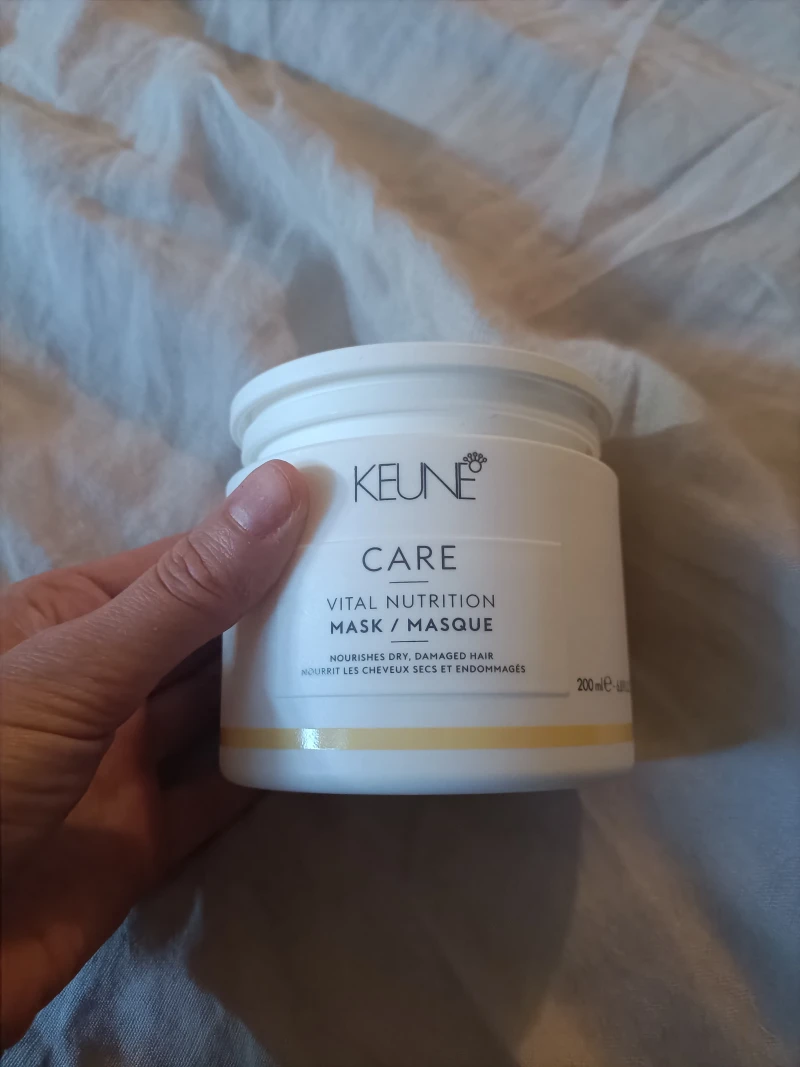 KEUNE
CARE
VITAL NUTRITION
MASK / MASQUE
NOURISHES DRY, DAMAGED HAIR
NOURRIT LES CHEVEUX SECS ET ENDOMMAGÉS
200 ml e -